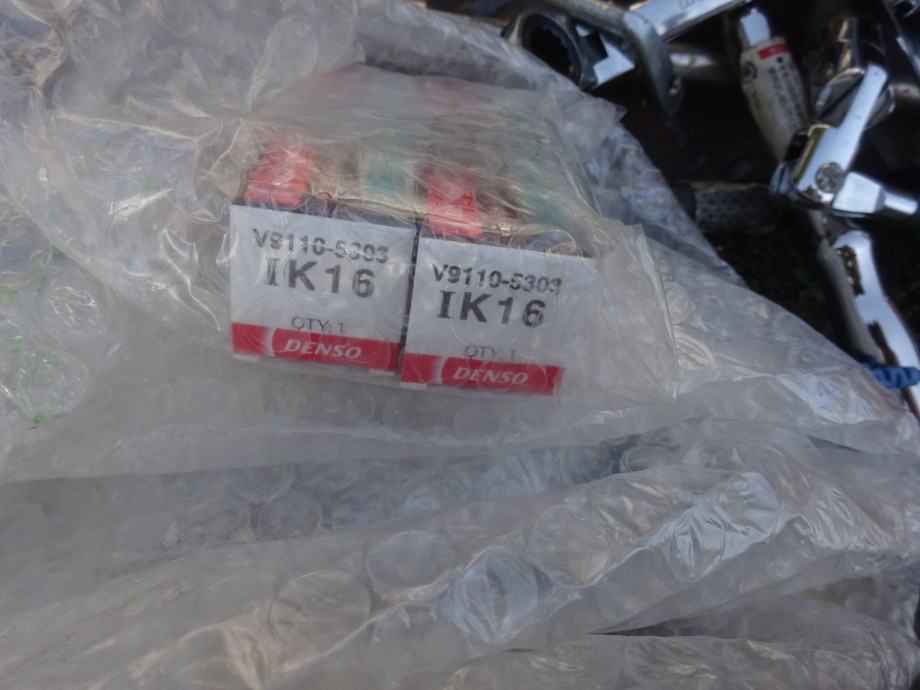 V9110-5303
IK16
QTY: 1
DENSO
V9110-5303
IK16
QTY: 1
DENSO